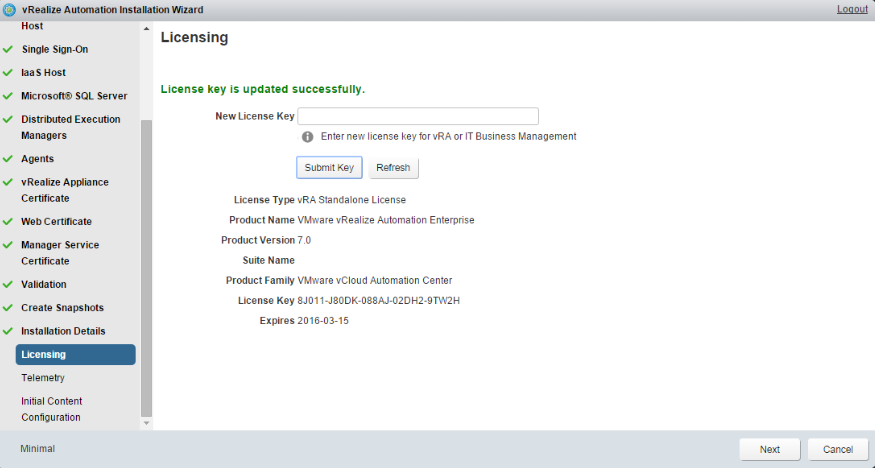 vRealize Automation Installation Wizard
Logout
Host
Single Sign-On
IaaS Host
Microsoft® SQL Server
Distributed Execution
Managers
Agents
vRealize Appliance
Certificate
Web Certificate
Manager Service
Certificate
Validation
Create Snapshots
Installation Details
Licensing
Telemetry
Initial Content
Configuration
Licensing
License key is updated successfully.
New License Key
Enter new license key for vRA or IT Business Management
Submit Key
Refresh
License Type vRA Standalone License
Product Name VMware vRealize Automation Enterprise
Product Version 7.0
Suite Name
Product Family VMware vCloud Automation Center
License Key 8J011-J80DK-088AJ-02DH2-9TW2H
Expires 2016-03-15
Minimal
Next
Cancel